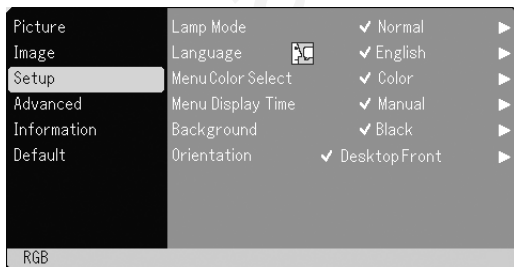 Picture
Image
Setup
Advanced
Information
Default
Lamp Mode ✓ Normal ▶
Language ✓ English ▶
Menu Color Select ✓ Color ▶
Menu Display Time ✓ Manual ▶
Background ✓ Black ▶
Orientation ✓ Desktop Front ▶
RGB